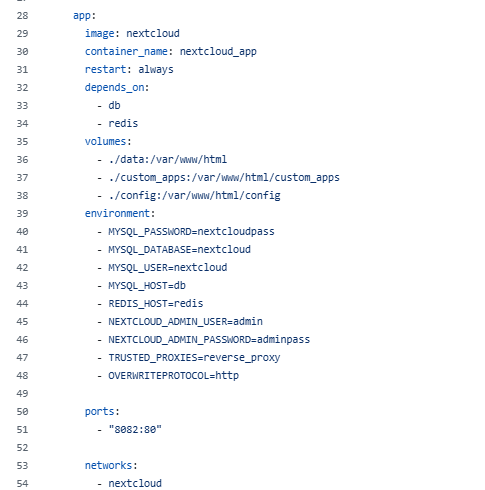 28 app:
29 image: nextcloud
30 container_name: nextcloud_app
31 restart: always
32 depends_on:
33 - db
34 - redis
35 volumes:
36 - ./data:/var/www/html
37 - ./custom_apps:/var/www/html/custom_apps
38 - ./config:/var/www/html/config
39 environment:
40 - MYSQL_PASSWORD=nextcloudpass
41 - MYSQL_DATABASE=nextcloud
42 - MYSQL_USER=nextcloud
43 - MYSQL_HOST=db
44 - REDIS_HOST=redis
45 - NEXTCLOUD_ADMIN_USER=admin
46 - NEXTCLOUD_ADMIN_PASSWORD=adminpass
47 - TRUSTED_PROXIES=reverse_proxy
48 - OVERWRITEPROTOCOL=http
49
50 ports:
51 - "8082:80"
52
53 networks:
54 - nextcloud